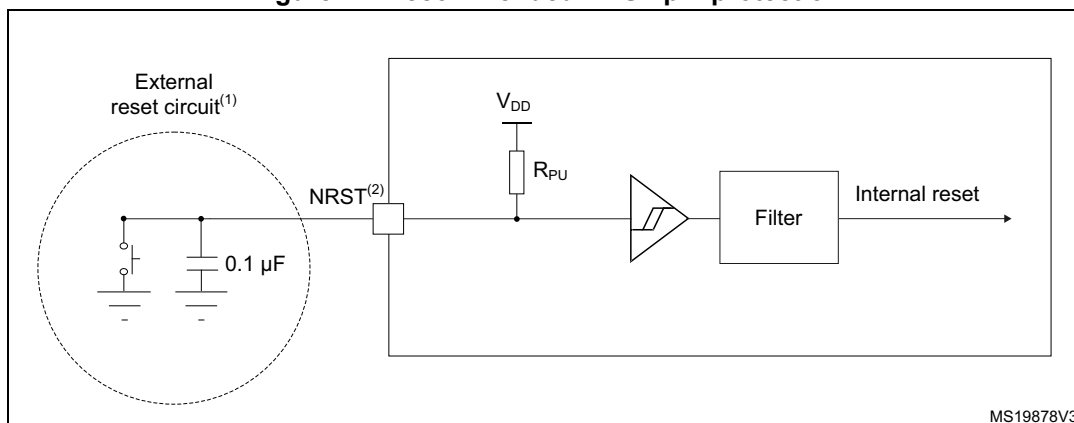 External
reset circuit(1)
VDD
RPU
NRST(2)
Filter
Internal reset
0.1 µF
MS19878V3